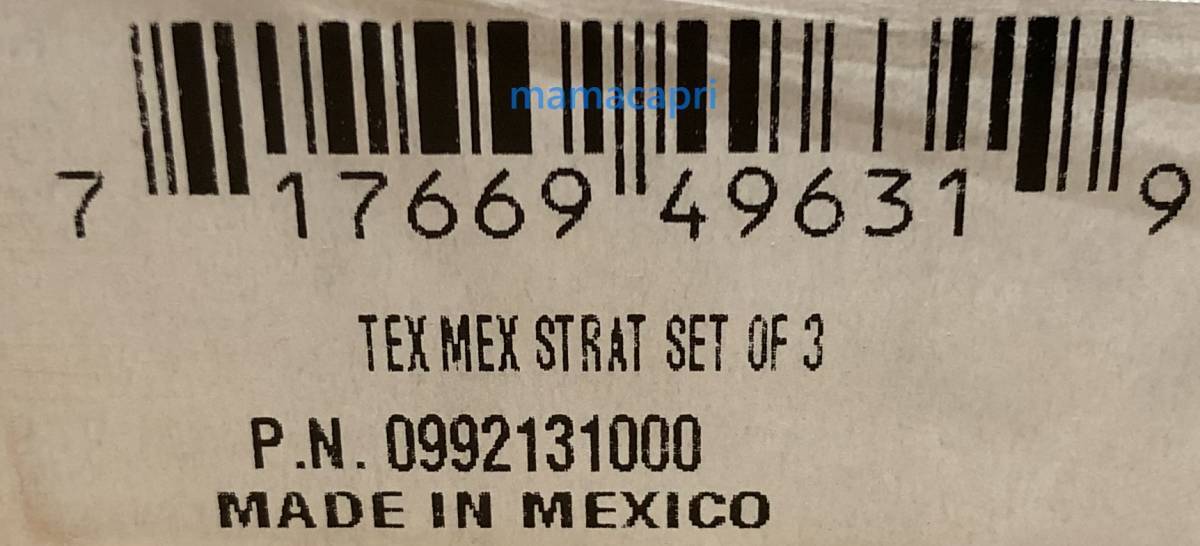 mamacapri
7 17669 49631 9
TEX MEX STRAT SET OF 3
P.N. 0992131000
MADE IN MEXICO